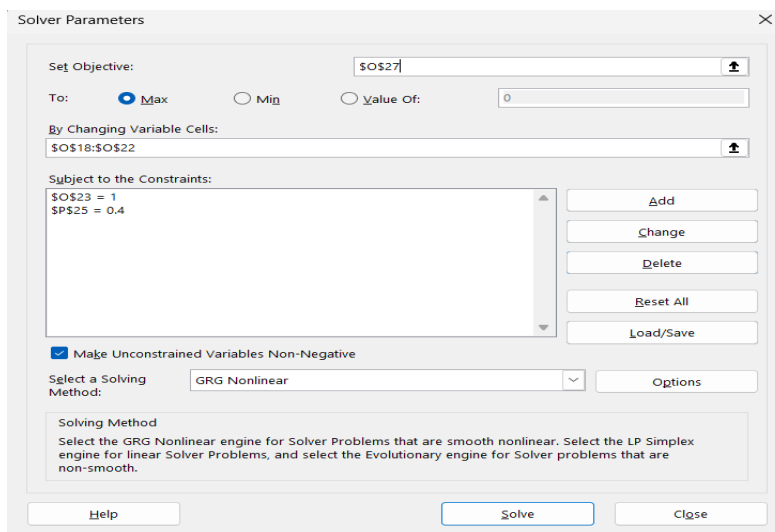 Solver Parameters
Set Objective:
$O$27
To:
Max
Min
Value Of:
0
By Changing Variable Cells:
$O$18:$O$22
Subject to the Constraints:
$O$23 = 1
$P$25 = 0.4
Add
Change
Delete
Reset All
Load/Save
Make Unconstrained Variables Non-Negative
Select a Solving
Method:
GRG Nonlinear
Options
Solving Method
Select the GRG Nonlinear engine for Solver Problems that are smooth nonlinear. Select the LP Simplex
engine for linear Solver Problems, and select the Evolutionary engine for Solver problems that are
non-smooth.
Help
Solve
Close